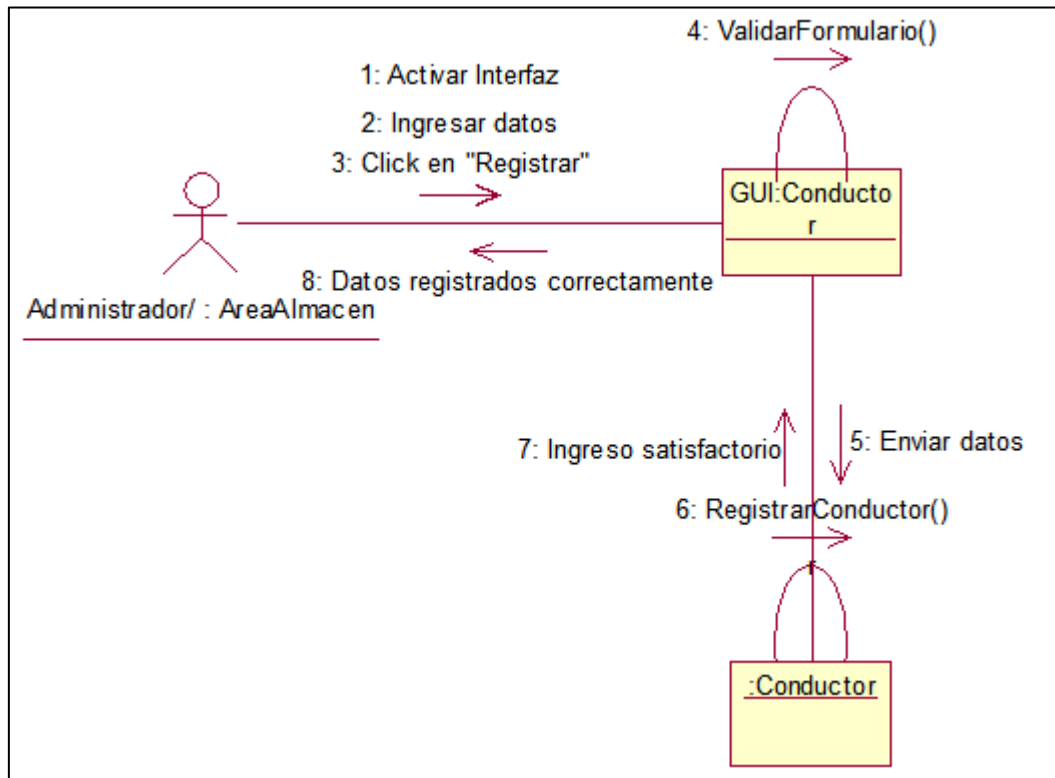 4: ValidarFormulario()
1: Activar Interfaz
2: Ingresar datos
3: Click en "Registrar"
GUI:Conducto
r
8: Datos registrados correctamente
Administrador/ : AreaAlmacen
7: Ingreso satisfactorio
5: Enviar datos
6: RegistrarConductor()
r
:Conductor